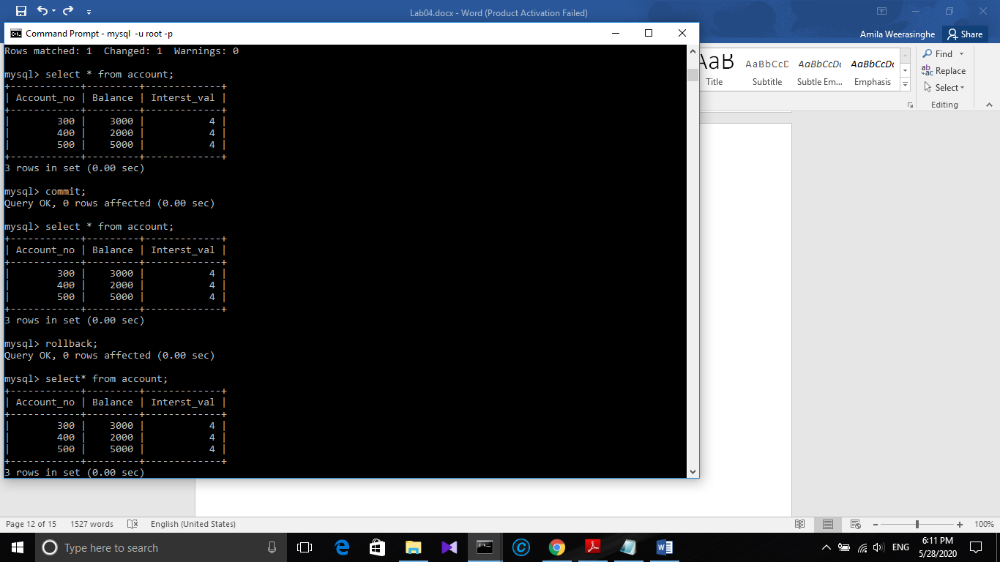 Lab04.docx - Word (Product Activation Failed)
Amila Weerasinghe
Share
Command Prompt - mysql  -u root -p
Rows matched: 1  Changed: 1  Warnings: 0
mysql> select * from account;
+------------+---------+-------------+
| Account_no | Balance | Interst_val |
+------------+---------+-------------+
|        300 |    3000 |           4 |
|        400 |    2000 |           4 |
|        500 |    5000 |           4 |
+------------+---------+-------------+
3 rows in set (0.00 sec)
mysql> commit;
Query OK, 0 rows affected (0.00 sec)
mysql> select * from account;
+------------+---------+-------------+
| Account_no | Balance | Interst_val |
+------------+---------+-------------+
|        300 |    3000 |           4 |
|        400 |    2000 |           4 |
|        500 |    5000 |           4 |
+------------+---------+-------------+
3 rows in set (0.00 sec)
mysql> rollback;
Query OK, 0 rows affected (0.00 sec)
mysql> select* from account;
+------------+---------+-------------+
| Account_no | Balance | Interst_val |
+------------+---------+-------------+
|        300 |    3000 |           4 |
|        400 |    2000 |           4 |
|        500 |    5000 |           4 |
+------------+---------+-------------+
3 rows in set (0.00 sec)
AaB AaBbCcD AaBbCcDc AaBbCcDc
Title Subtitle Subtle Em... Emphasis
Find
Replace
Select
Editing
Page 12 of 15 1527 words English (United States) 100%
Type here to search
ENG
6:11 PM
5/28/2020